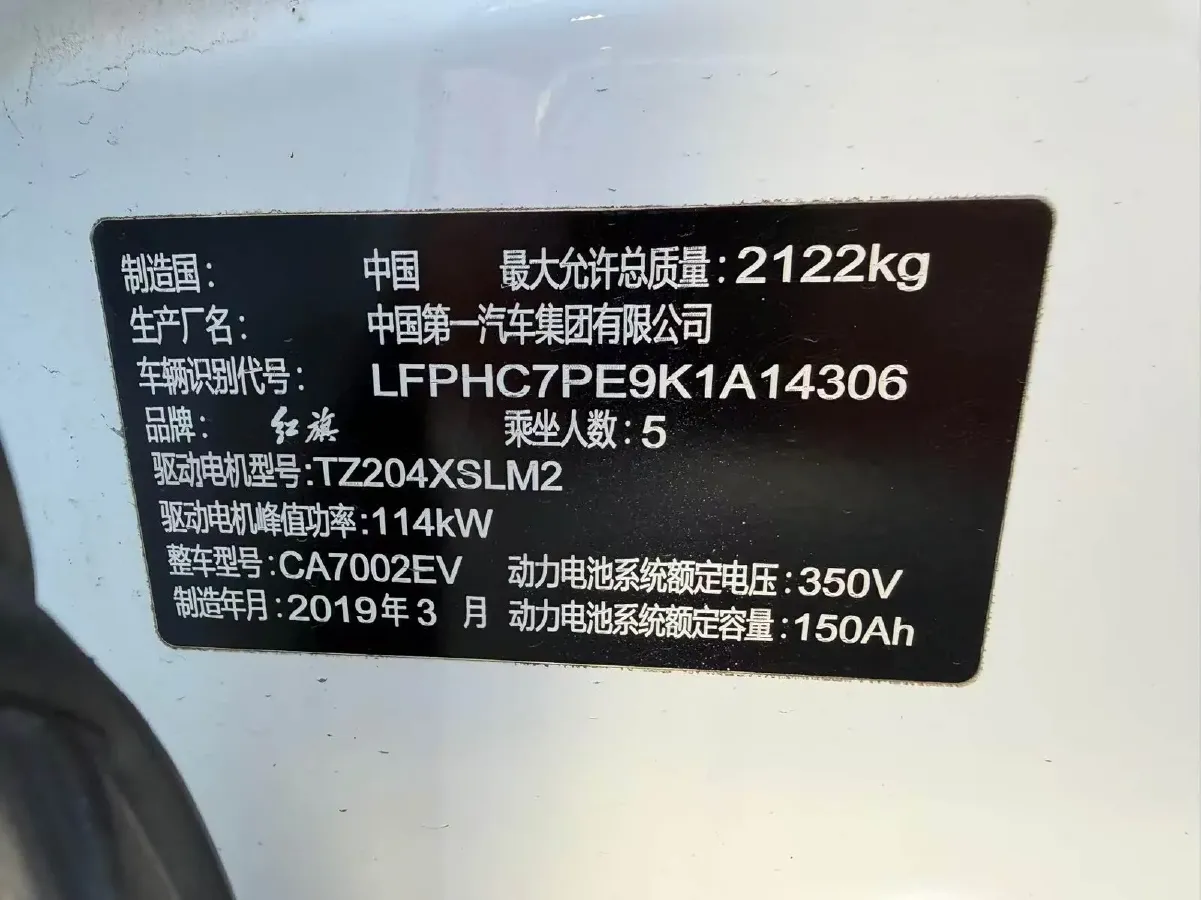 制造国: 中国 最大允许总质量:2122kg
生产厂名: 中国第一汽车集团有限公司
车辆识别代号: LFPHC7PE9K1A14306
品牌: 红旗 乘坐人数:5
驱动电机型号:TZ204XSLM2
驱动电机峰值功率:114kW
整车型号:CA7002EV 动力电池系统额定电压:350V
制造年月:2019年3 月 动力电池系统额定容量:150Ah